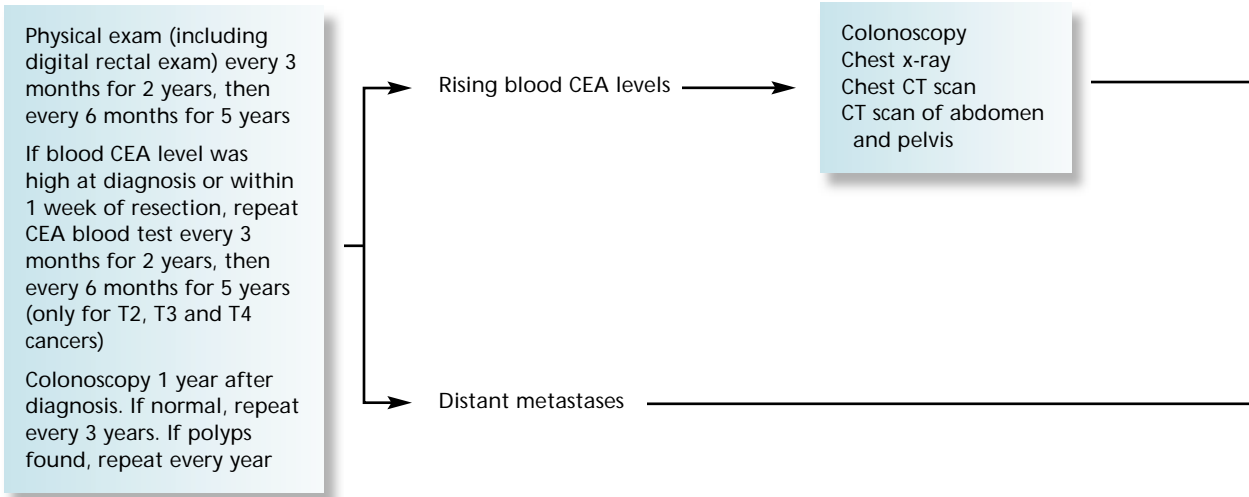 Physical exam (including
digital rectal exam) every 3
months for 2 years, then
every 6 months for 5 years
If blood CEA level was
high at diagnosis or within
1 week of resection, repeat
CEA blood test every 3
months for 2 years, then
every 6 months for 5 years
(only for T2, T3 and T4
cancers)
Colonoscopy 1 year after
diagnosis. If normal, repeat
every 3 years. If polyps
found, repeat every year
Rising blood CEA levels
Colonoscopy
Chest x-ray
Chest CT scan
CT scan of abdomen
and pelvis
Distant metastases